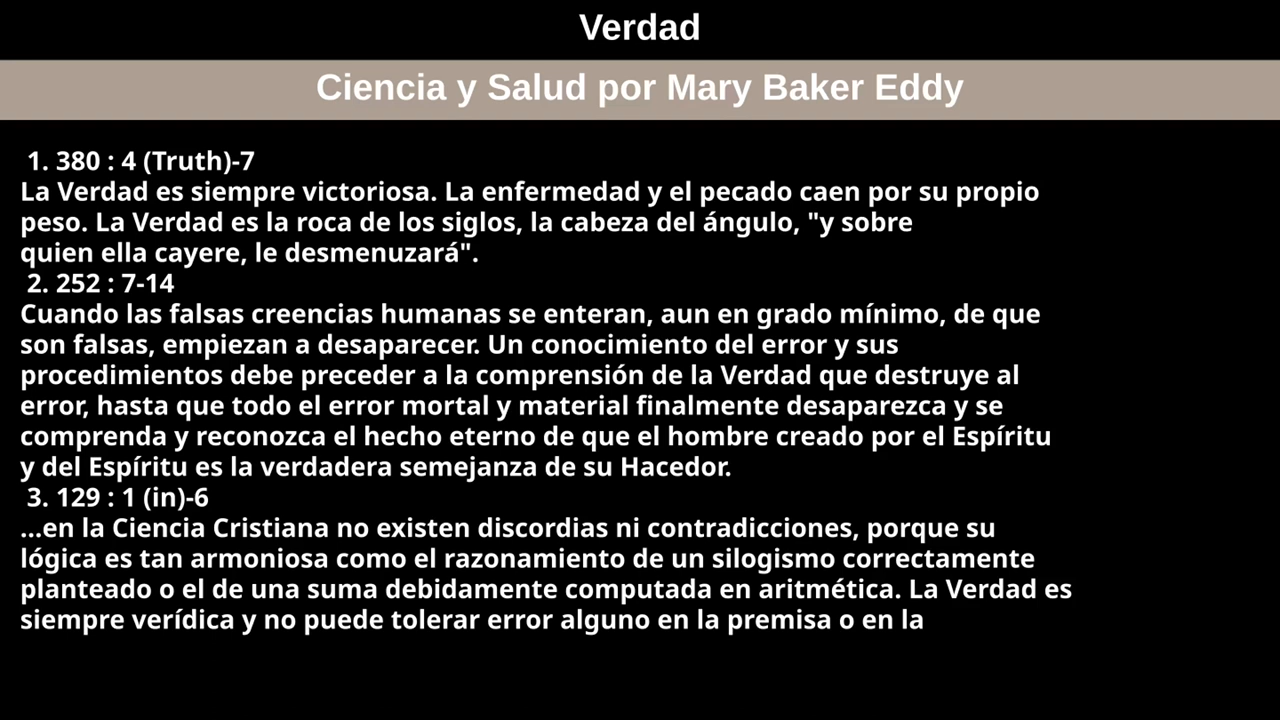 Verdad
Ciencia y Salud por Mary Baker Eddy
1. 380 : 4 (Truth)-7
La Verdad es siempre victoriosa. La enfermedad y el pecado caen por su propio
peso. La Verdad es la roca de los siglos, la cabeza del ángulo, "y sobre
quien ella cayere, le desmenuzará".
2. 252 : 7-14
Cuando las falsas creencias humanas se enteran, aun en grado mínimo, de que
son falsas, empiezan a desaparecer. Un conocimiento del error y sus
procedimientos debe preceder a la comprensión de la Verdad que destruye al
error, hasta que todo el error mortal y material finalmente desaparezca y se
comprenda y reconozca el hecho eterno de que el hombre creado por el Espíritu
y del Espíritu es la verdadera semejanza de su Hacedor.
3. 129 : 1 (in)-6
...en la Ciencia Cristiana no existen discordias ni contradicciones, porque su
lógica es tan armoniosa como el razonamiento de un silogismo correctamente
planteado o el de una suma debidamente computada en aritmética. La Verdad es
siempre verídica y no puede tolerar error alguno en la premisa o en la